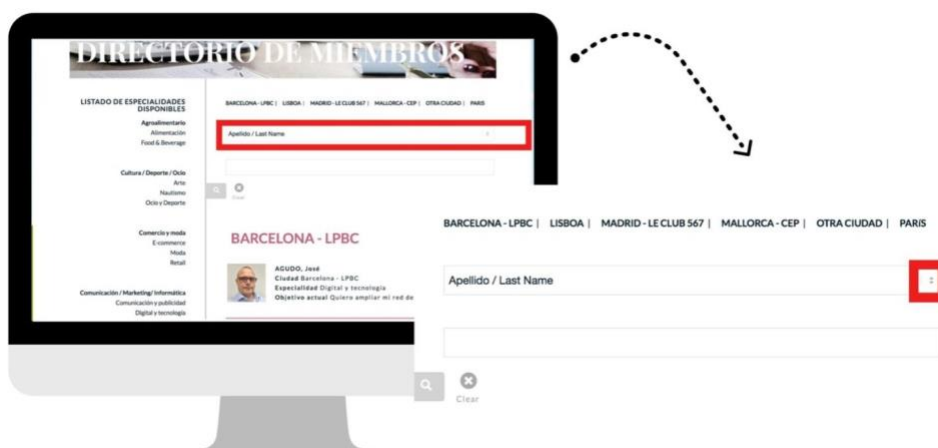 DIRECTORIO DE MIEMBROS
LISTADO DE ESPECIALIDADES
DISPONIBLES
Agroalimentario
Alimentación
Food & Beverage
Cultura / Deporte / Ocio
Arte
Nautismo
Ocio y Deporte
Comercio y moda
E-commerce
Moda
Retail
Comunicación / Marketing/ Informática
Comunicación y publicidad
Digital y tecnología
BARCELONA - LPBC | LISBOA | MADRID - LE CLUB 567 | MALLORCA - CEP | OTRA CIUDAD | PARIS
Apellido / Last Name
Clear
BARCELONA - LPBC
AGUDO, José
Ciudad Barcelona - LPBC
Especialidad Digital y tecnología
Objetivo actual Quiero ampliar mi red de
BARCELONA - LPBC | LISBOA | MADRID - LE CLUB 567 | MALLORCA - CEP | OTRA CIUDAD | PARIS
Apellido / Last Name
Clear